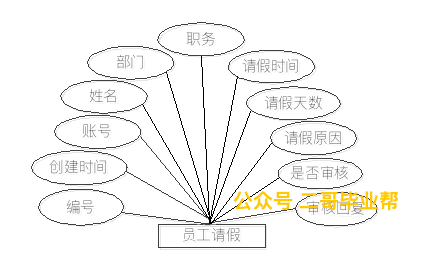 职务
部门
请假时间
姓名
请假天数
账号
请假原因
创建时间
是否审核
编号
公众号 二哥毕业帮
审核回复
员工请假